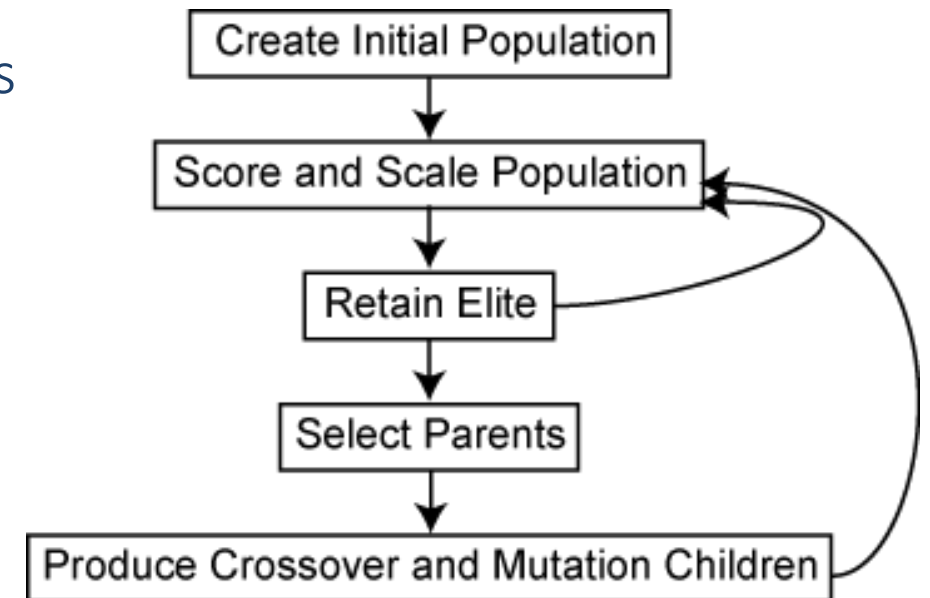 Create Initial Population
s
Score and Scale Population
Retain Elite
Select Parents
Produce Crossover and Mutation Children